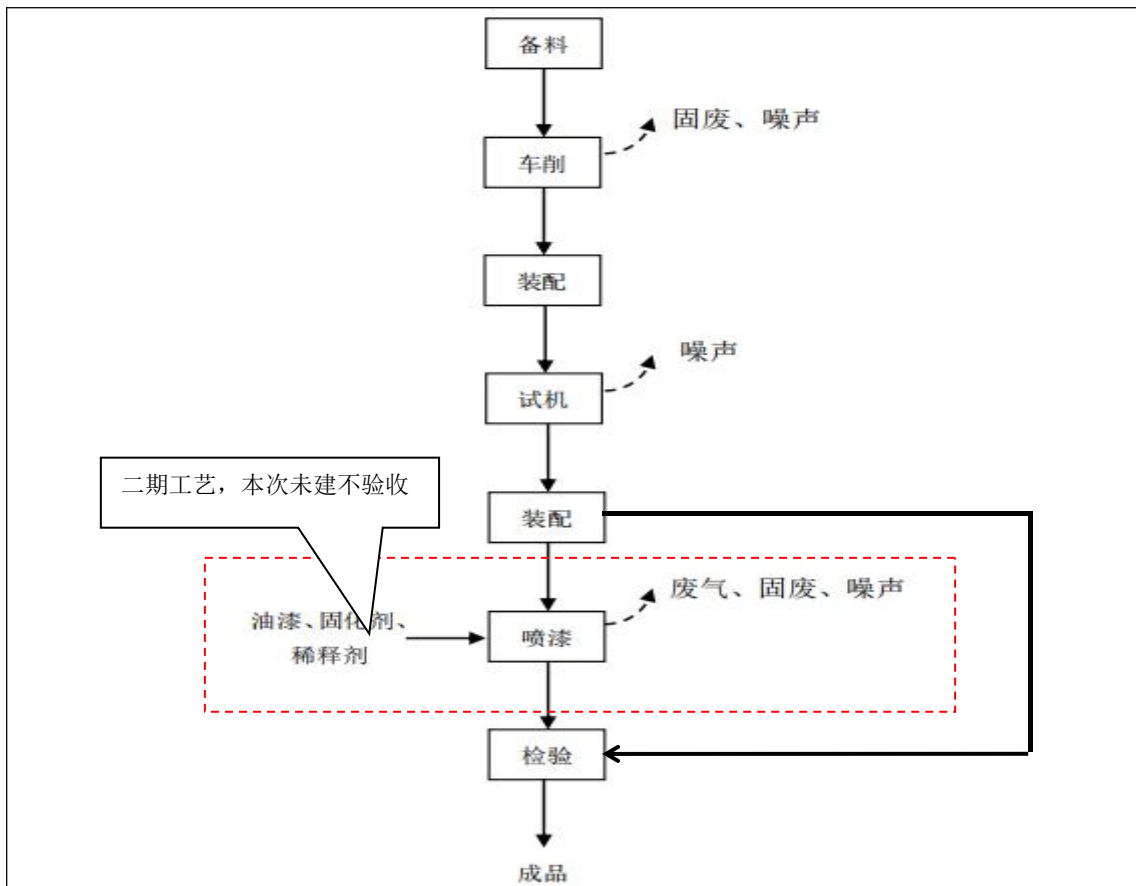 备料
固废、噪声
车削
装配
噪声
试机
二期工艺，本次未建不验收
装配
废气、固废、噪声
油漆、固化剂、
稀释剂
喷漆
检验
成品